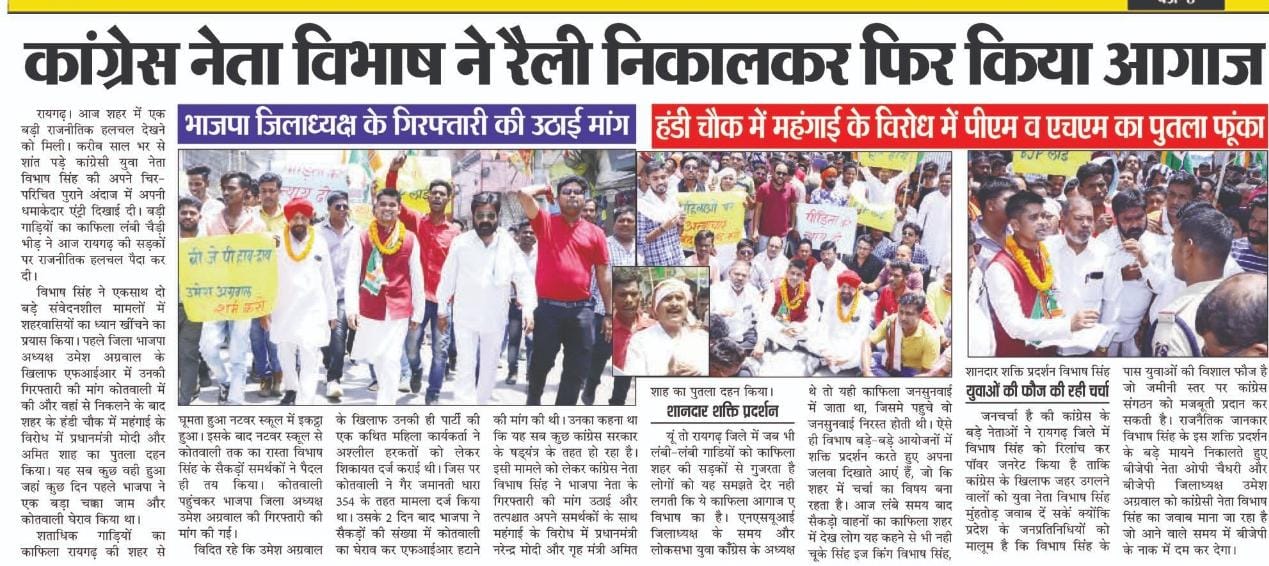 कांग्रेस नेता विभाष ने रैली निकालकर फिर किया आगाज
भाजपा जिलाध्यक्ष के गिरफ्तारी की उठाई मांग
हंडी चौक में महंगाई के विरोध में पीएम व एचएम का पुतला फूंका
रायगढ़। आज शहर में एक
बड़ी राजनीतिक हलचल देखने
को मिली। करीब साल भर से
शांत पड़े कांग्रेसी युवा नेता
विभाष सिंह की अपने चिर-
परिचित पुराने अंदाज में अपनी
धमाकेदार एंट्री दिखाई दी। बड़ी
गाड़ियों का काफिला लंबी चैड़ी
भीड़ ने आज रायगढ़ की सड़कों
पर राजनीतिक हलचल पैदा कर
दी।
विभाष सिंह ने एकसाथ दो
बड़े संवेदनशील मामलों में
शहरवासियों का ध्यान खींचने का
प्रयास किया। पहले जिला भाजपा
अध्यक्ष उमेश अग्रवाल के
खिलाफ एफआईआर में उनकी
गिरफ्तारी की मांग कोतवाली में
की और वहां से निकलने के बाद
शहर के हंडी चौक में महंगाई के
विरोध में प्रधानमंत्री मोदी और
अमित शाह का पुतला दहन
किया। यह सब कुछ वही हुआ
जहां कुछ दिन पहले भाजपा ने
एक बड़ा चक्का जाम और
कोतवाली घेराव किया था।
शताधिक गाड़ियों का
काफिला रायगढ़ की शहर से
बी जे पी हाय-हाय
उमेश अग्रवाल
शर्म करो
घूमता हुआ नटवर स्कूल में इकट्ठा
हुआ। इसके बाद नटवर स्कूल से
कोतवाली तक का रास्ता विभाष
सिंह के सैकड़ों समर्थकों ने पैदल
ही तय किया। कोतवाली
पहुंचकर भाजपा जिला अध्यक्ष
उमेश अग्रवाल की गिरफ्तारी की
मांग की गई।
विदित रहे कि उमेश अग्रवाल
के खिलाफ उनकी ही पार्टी की
एक कथित महिला कार्यकर्ता ने
अश्लील हरकतों को लेकर
शिकायत दर्ज कराई थी। जिस पर
कोतवाली ने गैर जमानती धारा
354 के तहत मामला दर्ज किया
था। उसके 2 दिन बाद भाजपा ने
सैकड़ों की संख्या में कोतवाली
का घेराव कर एफआईआर हटाने
की मांग की थी। उनका कहना था
कि यह सब कुछ कांग्रेस सरकार
के षड्यंत्र के तहत हो रहा है।
इसी मामले को लेकर कांग्रेस नेता
विभाष सिंह ने भाजपा नेता के
गिरफ्तारी की मांग उठाई और
तत्पश्चात अपने समर्थकों के साथ
महंगाई के विरोध में प्रधानमंत्री
नरेन्द्र मोदी और गृह मंत्री अमित
शाह का पुतला दहन किया।
शानदार शक्ति प्रदर्शन
यूं तो रायगढ़ जिले में जब भी
लंबी-लंबी गाडियों को काफिला
शहर की सड़कों से गुजरता है
लोगों को यह समझते देर नही
लगती कि ये काफिला आगाज ए
विभाष का है। एनएसयूआई
जिलाध्यक्ष के समय और
लोकसभा युवा कॉंग्रेस के अध्यक्ष
थे तो यही काफिला जनसुनवाई
में जाता था, जिसमे पहुचे वो
जनसुनवाई निरस्त होती थी। ऐसे
ही विभाष बड़े-बड़े आयोजनों में
शक्ति प्रदर्शन करते हुए अपना
जलवा दिखाते आएं हैं, जो कि
शहर में चर्चा का विषय बना
रहता है। आज लंबे समय बाद
सैकड़ो वाहनों का काफिला शहर
में देख लोग यह कहने से भी नही
चूके सिंह इज किंग विभाष सिंह,
शानदार शक्ति प्रदर्शन विभाष सिंह
युवाओं की फौज की रही चर्चा
जनचर्चा है की कांग्रेस के
बड़े नेताओं ने रायगढ़ जिले में
विभाष सिंह को रिलांच कर
पॉवर जनरेट किया है ताकि
कांग्रेस के खिलाफ जहर उगलने
वालों को युवा नेता विभाष सिंह
मुंहतोड़ जवाब दें सकें क्योंकि
प्रदेश के जनप्रतिनिधियों को
मालूम है कि विभाष सिंह के
पास युवाओं की विशाल फौज है
जो जमीनी स्तर पर कांग्रेस
संगठन को मजबूती प्रदान कर
सकती है। राजनैतिक जानकार
विभाष सिंह के इस शक्ति प्रदर्शन
के बड़े मायने निकालते हुए
बीजेपी नेता ओपी चैधरी और
बीजेपी जिलाध्यक्ष उमेश
अग्रवाल को कांग्रेसी नेता विभाष
सिंह का जवाब माना जा रहा है
जो आने वाले समय में बीजेपी
के नाक में दम कर देगा।